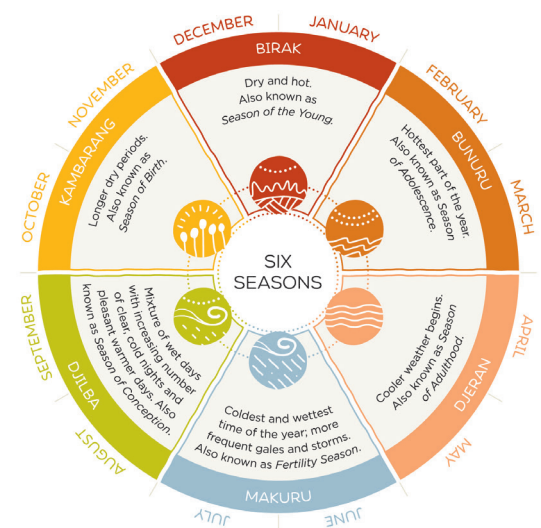 DECEMBER
JANUARY
BIRAK
Dry and hot.
Also known as
Season of the Young.
FEBRUARY
MARCH
BUNURU
Hottest part of the year.
Also known as Season
of Adolescence.
APRIL
MAY
DJERAN
Cooler weather begins.
Also known as Season
of Adulthood.
JUNE
JULY
MAKURU
Coldest and wettest
time of the year; more
frequent gales and storms.
Also known as Fertility Season.
AUGUST
SEPTEMBER
DJILBA
Mixture of wet days
with increasing number
of clear, cold nights and
pleasant warmer days. Also
known as Season of Conception.
OCTOBER
NOVEMBER
KAMBARANG
Longer dry periods.
Also known as
Season of Birth.
SIX
SEASONS